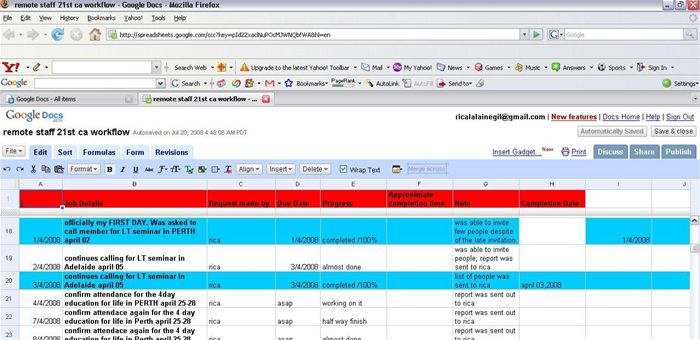 remote staff 21st ca workflow - Google Docs - Mozilla Firefox
File Edit View History Bookmarks Yahoo! Tools Help
Google
Search Web Upgrade to the latest Yahoo! Toolbar Mail My Yahoo! News Games Music Answers Sports Sign In
Google Search Bookmarks PageRank AutoLink AutoFill Send to Settings
Google Docs - All items remote staff 21st ca workflow - ...
Google Docs BETA
ricalalainegil@gmail.com | New features | Docs Home | Help | Sign Out
remote staff 21st ca workflow Autosaved on Jul 20, 2008 4:48:08 AM PDT Automatically Saved Save & close
File Edit Sort Formulas Form Revisions Insert Gadget... New Print Discuss Share Publish
Format B I U Align Insert Delete Wrap Text Merge across
A B C D E F G H I J
1 Job Details Request made by Due Date Progress Approximate completion time Note Completion Date
18 1/4/2008 officially my FIRST DAY. Was asked to call member for LT seminar in PERTH april 02 rica 1/4/2008 completed /100% was able to invite few people despite of the late invitation 1/4/2008
19 2/4/2008 continues calling for LT seminar in Adelaide april 05 rica 3/4/2008 almost done was able to invite people; report was sent to rica
20 3/4/2008 continues calling for LT seminar in Adelaide april 05 rica 3/4/2008 completed /100% list of people was sent to rica april 03,2008
21 4/4/2008 confirm attendance for the 4day education for life in PERTH april 25-28 rica asap working on it report was sent out to rica
22 7/4/2008 confirm attendace again for the 4 day education for life in Perth april 25-28 rica asap half way finish report was sent out to rica
23 8/4/2008 confirm attendace again for the 4 day education for life in Perth april 25-28 rica asap almost done report was sent out to rica